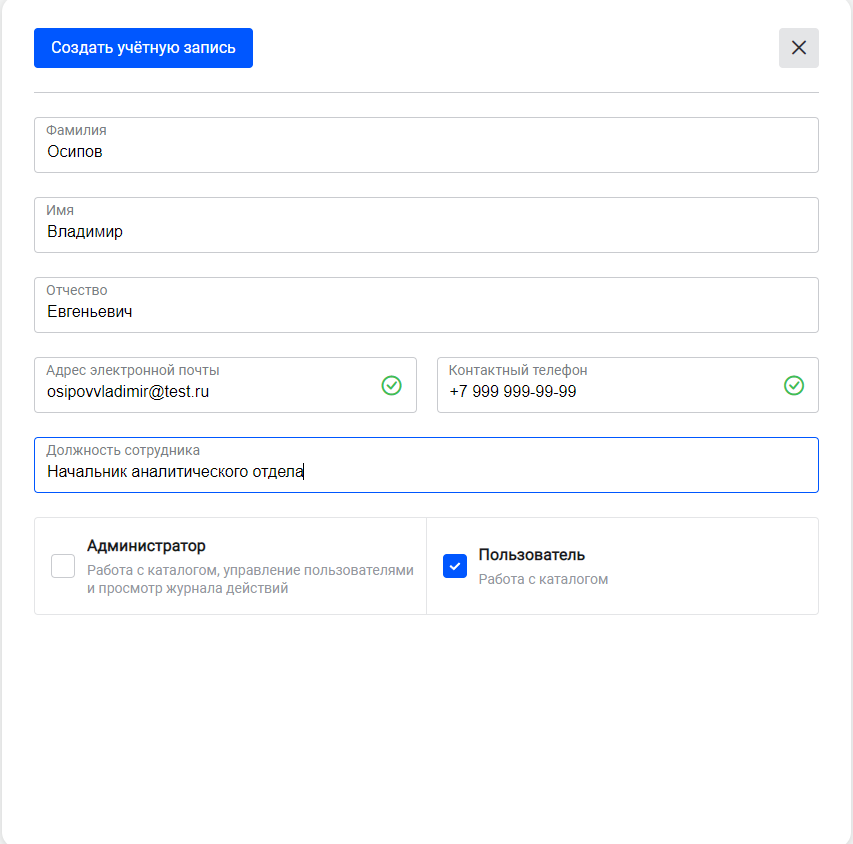 Создать учётную запись
Фамилия
Осипов
Имя
Владимир
Отчество
Евгеньевич
Адрес электронной почты
osipovvladimir@test.ru
Контактный телефон
+7 999 999-99-99
Должность сотрудника
Начальник аналитического отдела
Администратор
Работа с каталогом, управление пользователями
и просмотр журнала действий
Пользователь
Работа с каталогом